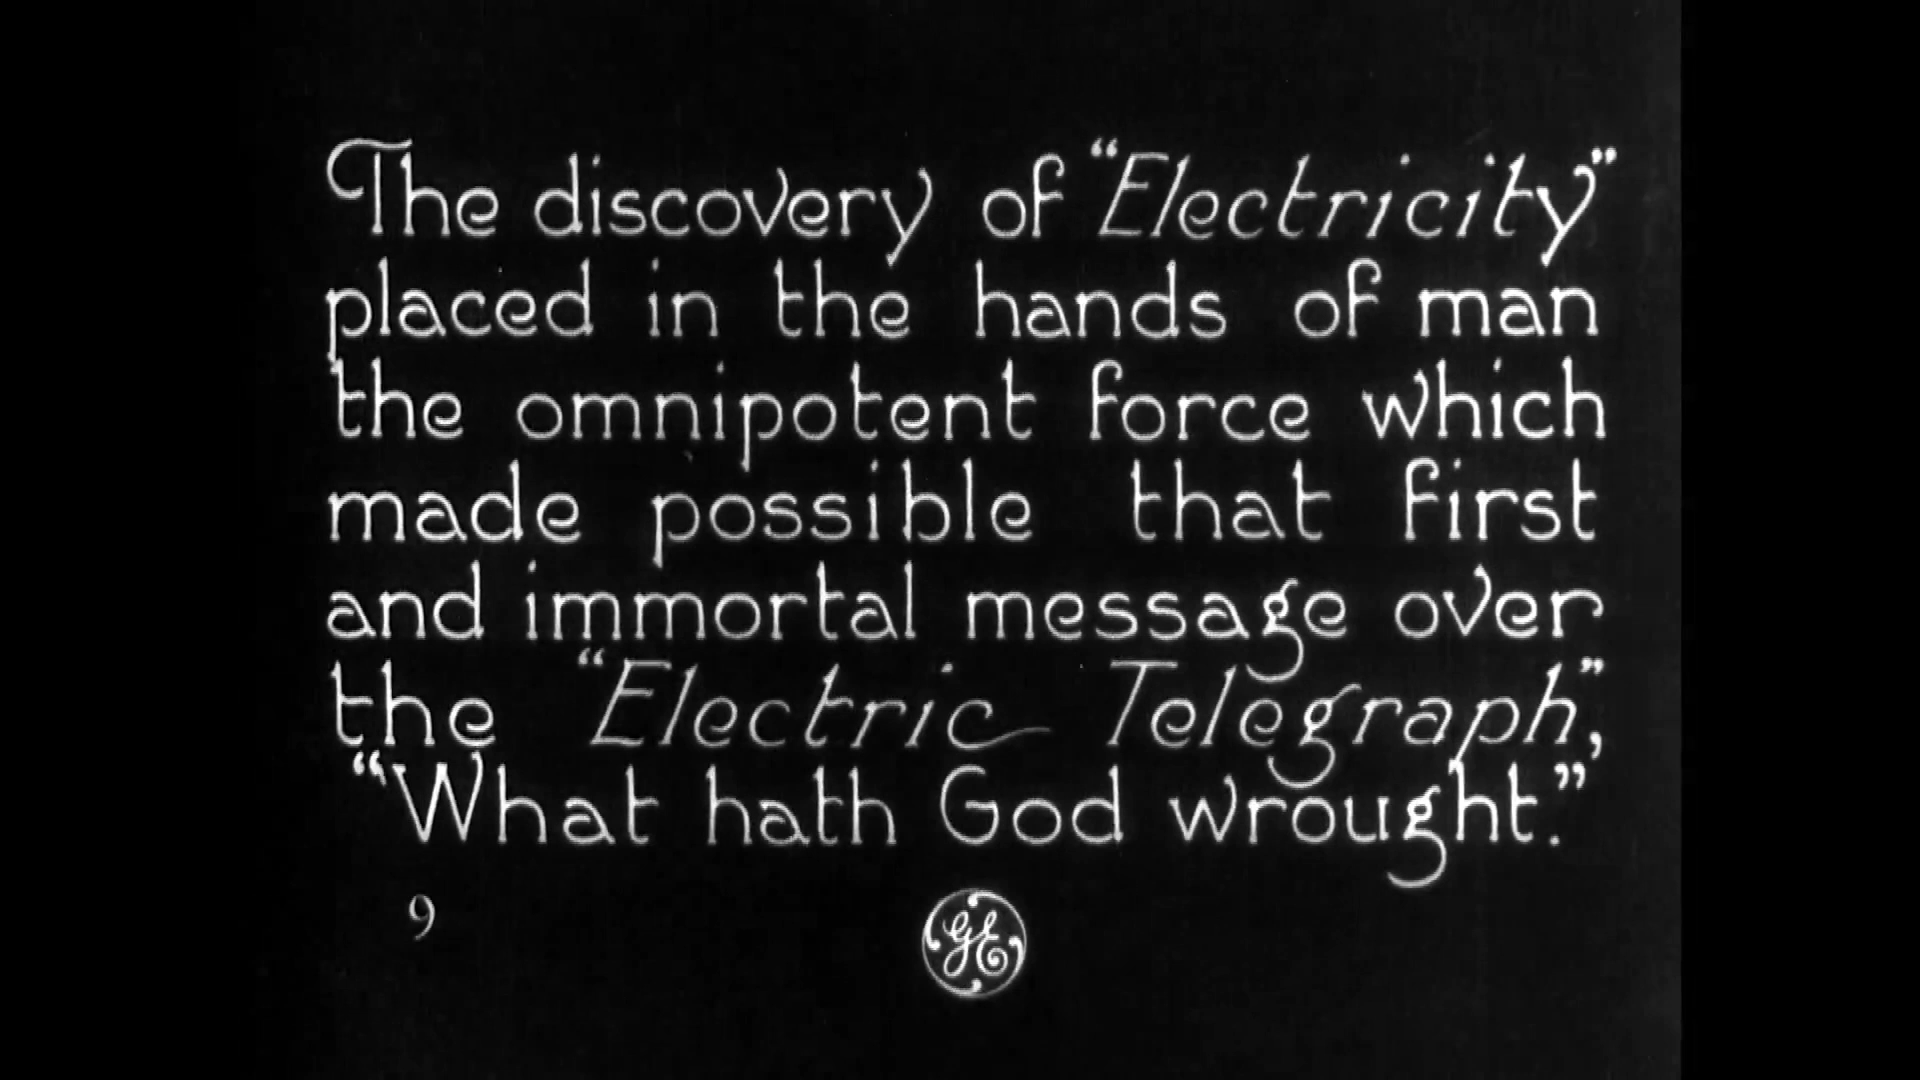 The discovery of "Electricity"
placed in the hands of man
the omnipotent force which
made possible that first
and immortal message over
the "Electric Telegraph",
"What hath God wrought."
9
GE